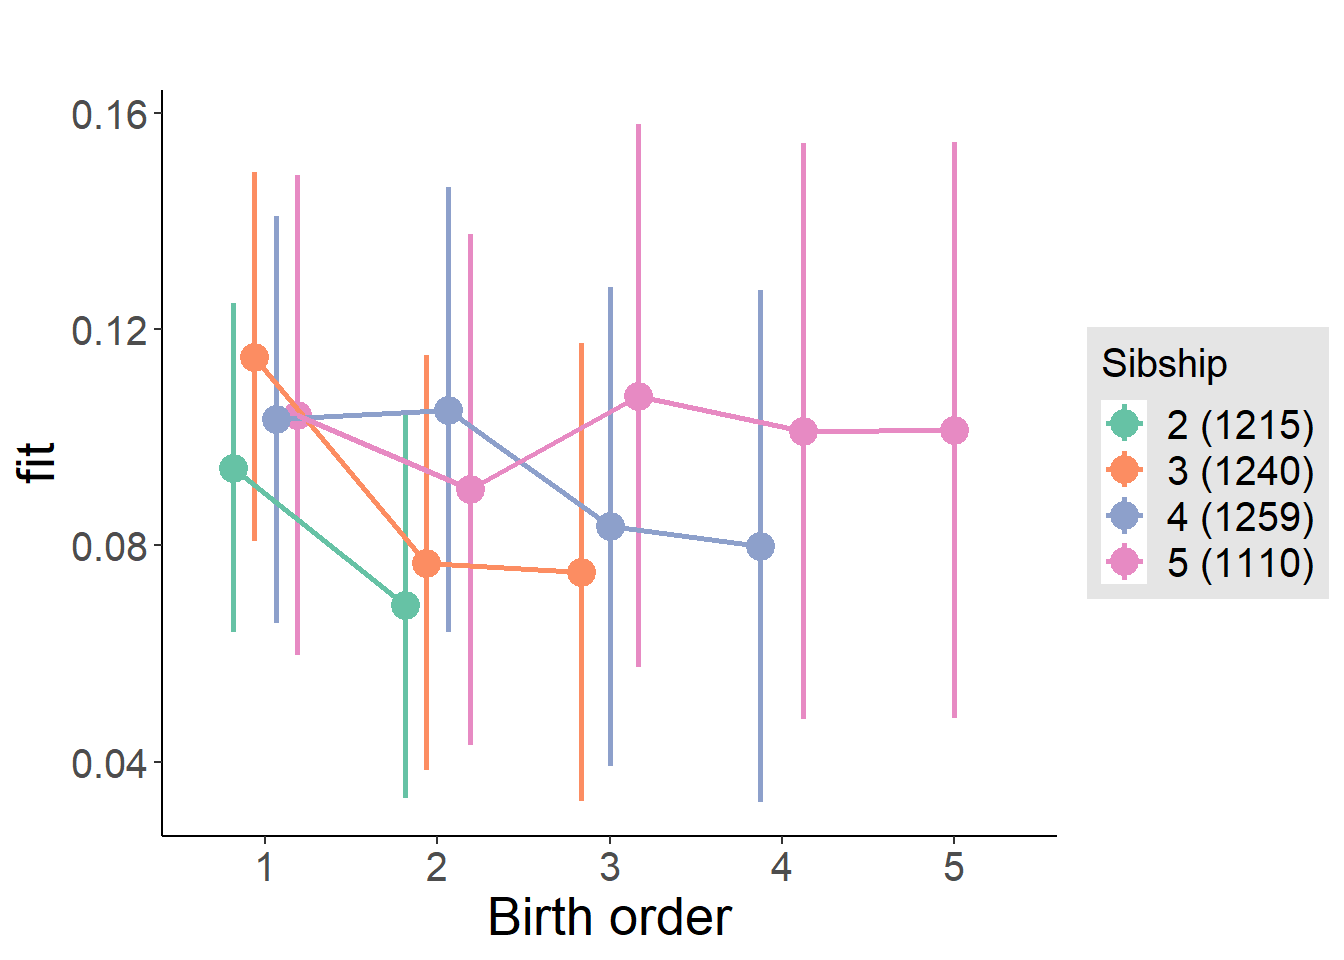 0.16
0.12
0.08
0.04
fit
1 2 3 4 5
Birth order
Sibship
2 (1215)
3 (1240)
4 (1259)
5 (1110)